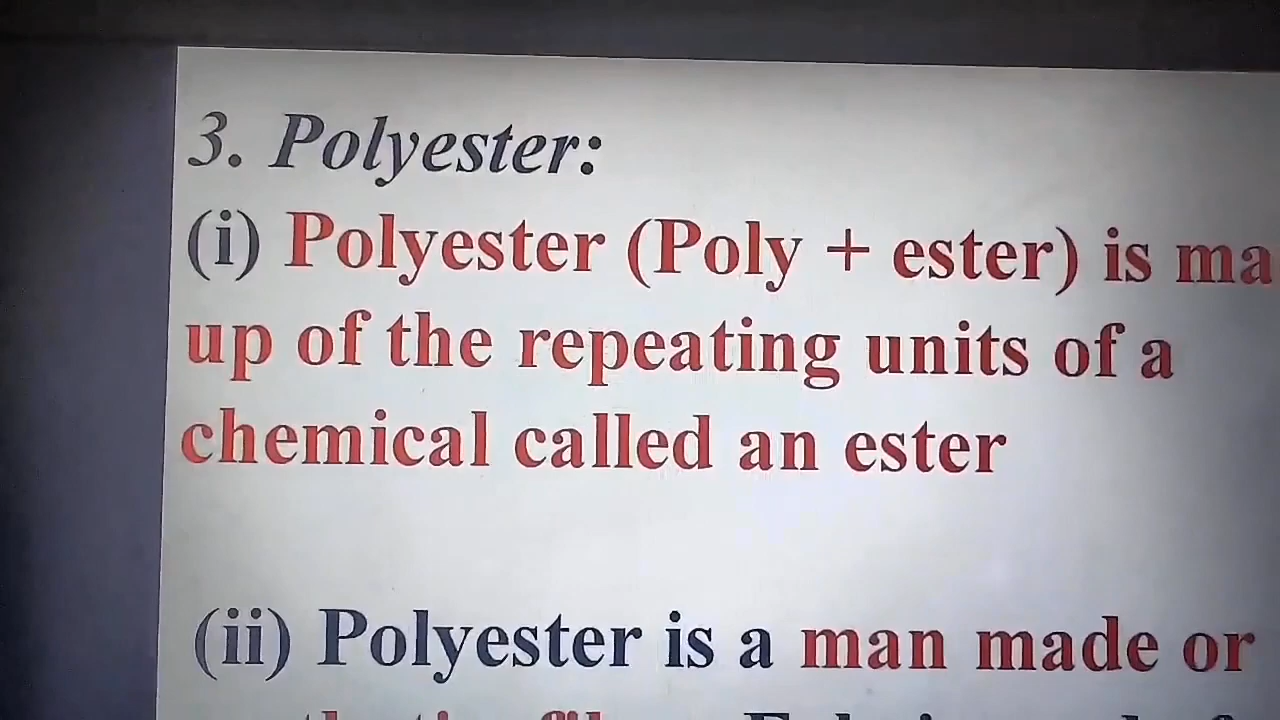 3. Polyester:
(i) Polyester (Poly + ester) is ma
up of the repeating units of a
chemical called an ester
(ii) Polyester is a man made or